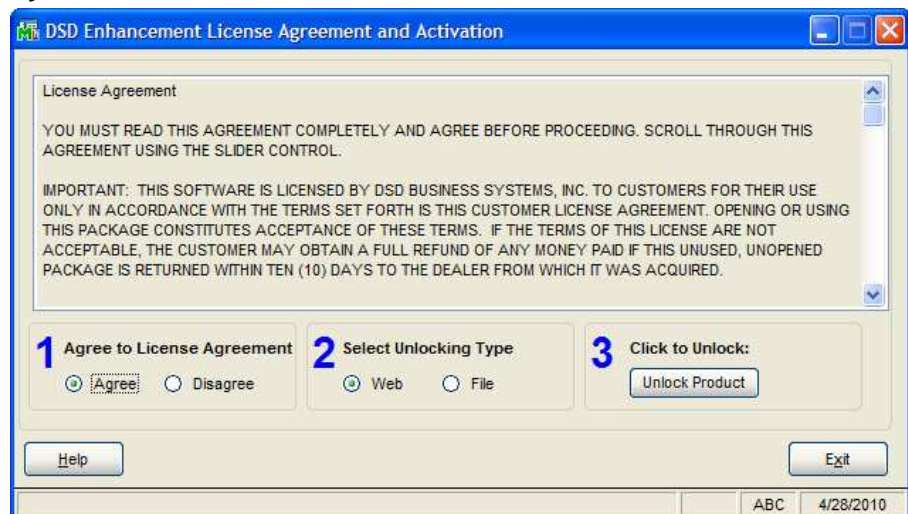 DSD Enhancement License Agreement and Activation
License Agreement
YOU MUST READ THIS AGREEMENT COMPLETELY AND AGREE BEFORE PROCEEDING. SCROLL THROUGH THIS
AGREEMENT USING THE SLIDER CONTROL.
IMPORTANT: THIS SOFTWARE IS LICENSED BY DSD BUSINESS SYSTEMS, INC. TO CUSTOMERS FOR THEIR USE
ONLY IN ACCORDANCE WITH THE TERMS SET FORTH IS THIS CUSTOMER LICENSE AGREEMENT. OPENING OR USING
THIS PACKAGE CONSTITUTES ACCEPTANCE OF THESE TERMS. IF THE TERMS OF THIS LICENSE ARE NOT
ACCEPTABLE, THE CUSTOMER MAY OBTAIN A FULL REFUND OF ANY MONEY PAID IF THIS UNUSED, UNOPENED
PACKAGE IS RETURNED WITHIN TEN (10) DAYS TO THE DEALER FROM WHICH IT WAS ACQUIRED.
1 Agree to License Agreement
Agree Disagree
2 Select Unlocking Type
Web File
3 Click to Unlock:
Unlock Product
Help Exit
ABC 4/28/2010